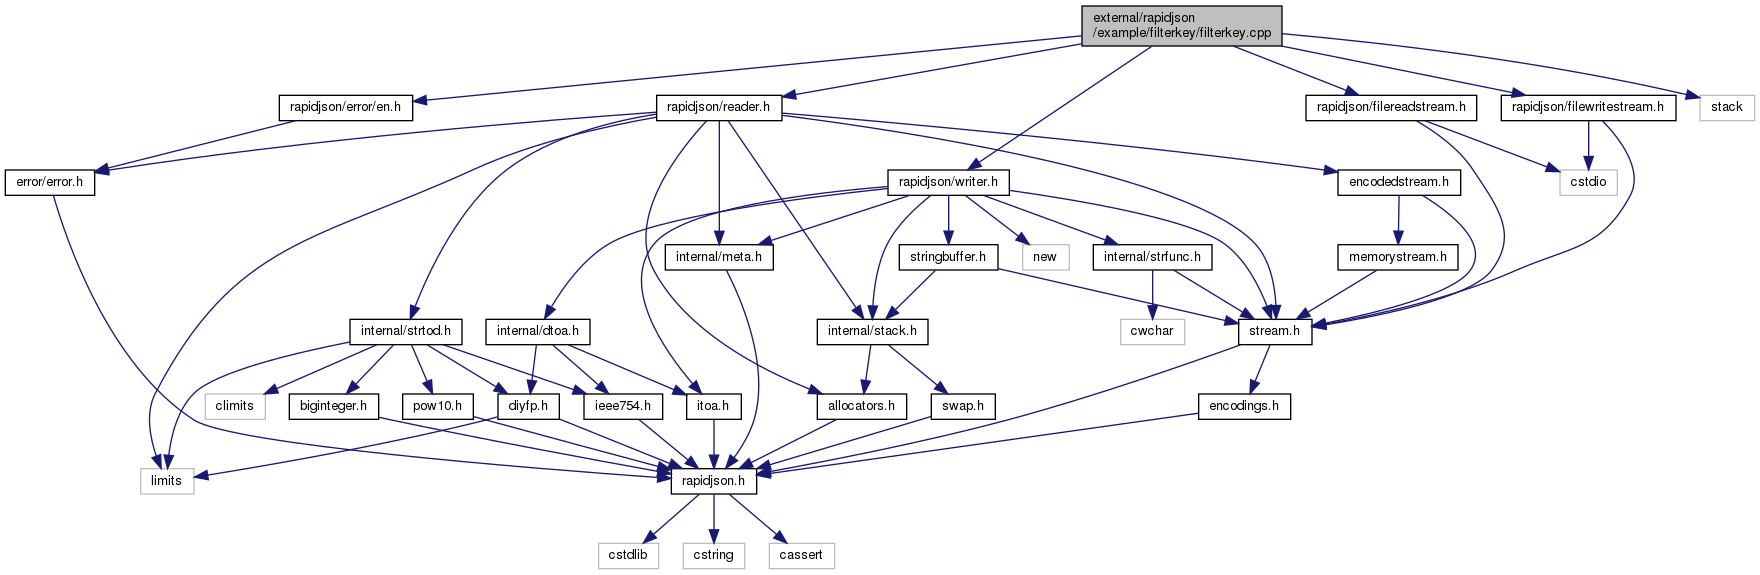 external/rapidjson
/example/filterkey/filterkey.cpp
rapidjson/error/en.h
rapidjson/reader.h
rapidjson/filereadstream.h
rapidjson/filewritestream.h
stack
error/error.h
rapidjson/writer.h
encodedstream.h
cstdio
internal/meta.h
stringbuffer.h
new
internal/strfunc.h
memorystream.h
internal/strtod.h
internal/dtoa.h
internal/stack.h
cwchar
stream.h
climits
biginteger.h
pow10.h
diyfp.h
ieee754.h
itoa.h
allocators.h
swap.h
encodings.h
limits
rapidjson.h
cstdlib
cstring
cassert